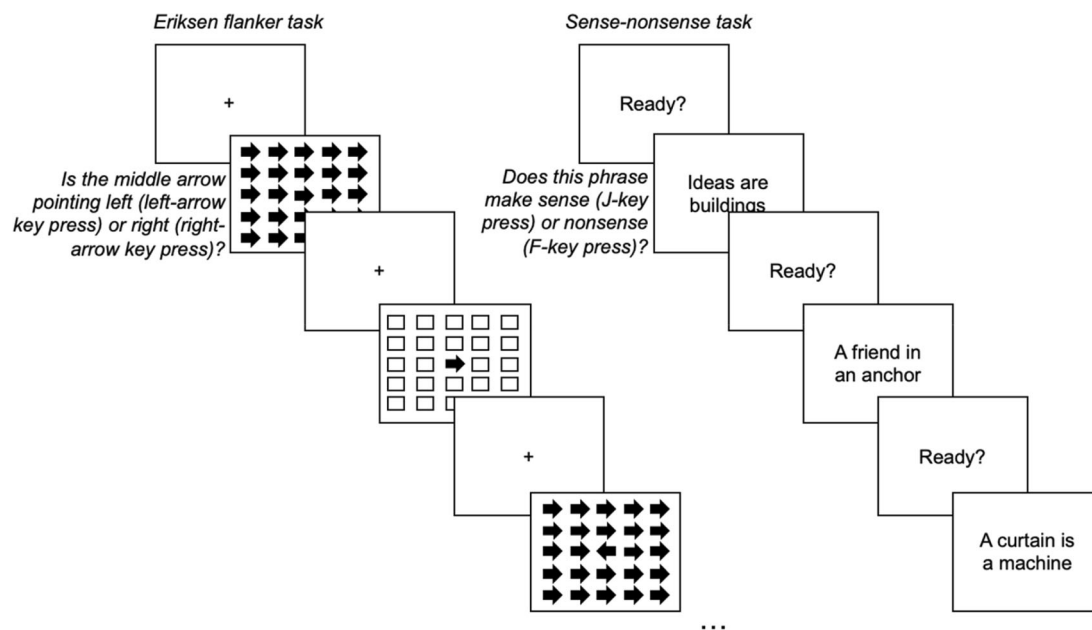 Eriksen flanker task
+
Is the middle arrow
pointing left (left-arrow
key press) or right (right-
arrow key press)?
+
+
Sense-nonsense task
Ready?
Does this phrase
make sense (J-key
press) or nonsense
(F-key press)?
Ideas are
buildings
Ready?
A friend in
an anchor
Ready?
A curtain is
a machine
...